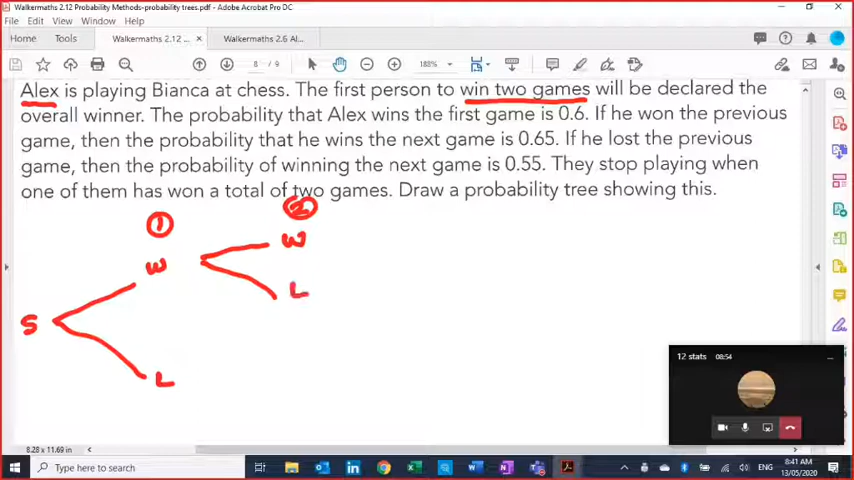 Walkermaths 2.12 Probability Methods-probability trees.pdf - Adobe Acrobat Pro DC
File Edit View Window Help
Home Tools Walkermaths 2.12 ... × Walkermaths 2.6 Al...
8 / 9 188%
Alex is playing Bianca at chess. The first person to win two games will be declared the
overall winner. The probability that Alex wins the first game is 0.6. If he won the previous
game, then the probability that he wins the next game is 0.65. If he lost the previous
game, then the probability of winning the next game is 0.55. They stop playing when
one of them has won a total of two games. Draw a probability tree showing this.
1 2
W
W
L
S
L
12 stats 08:54
8.28 x 11.69 in
Type here to search
ENG
8:41 AM
13/05/2020